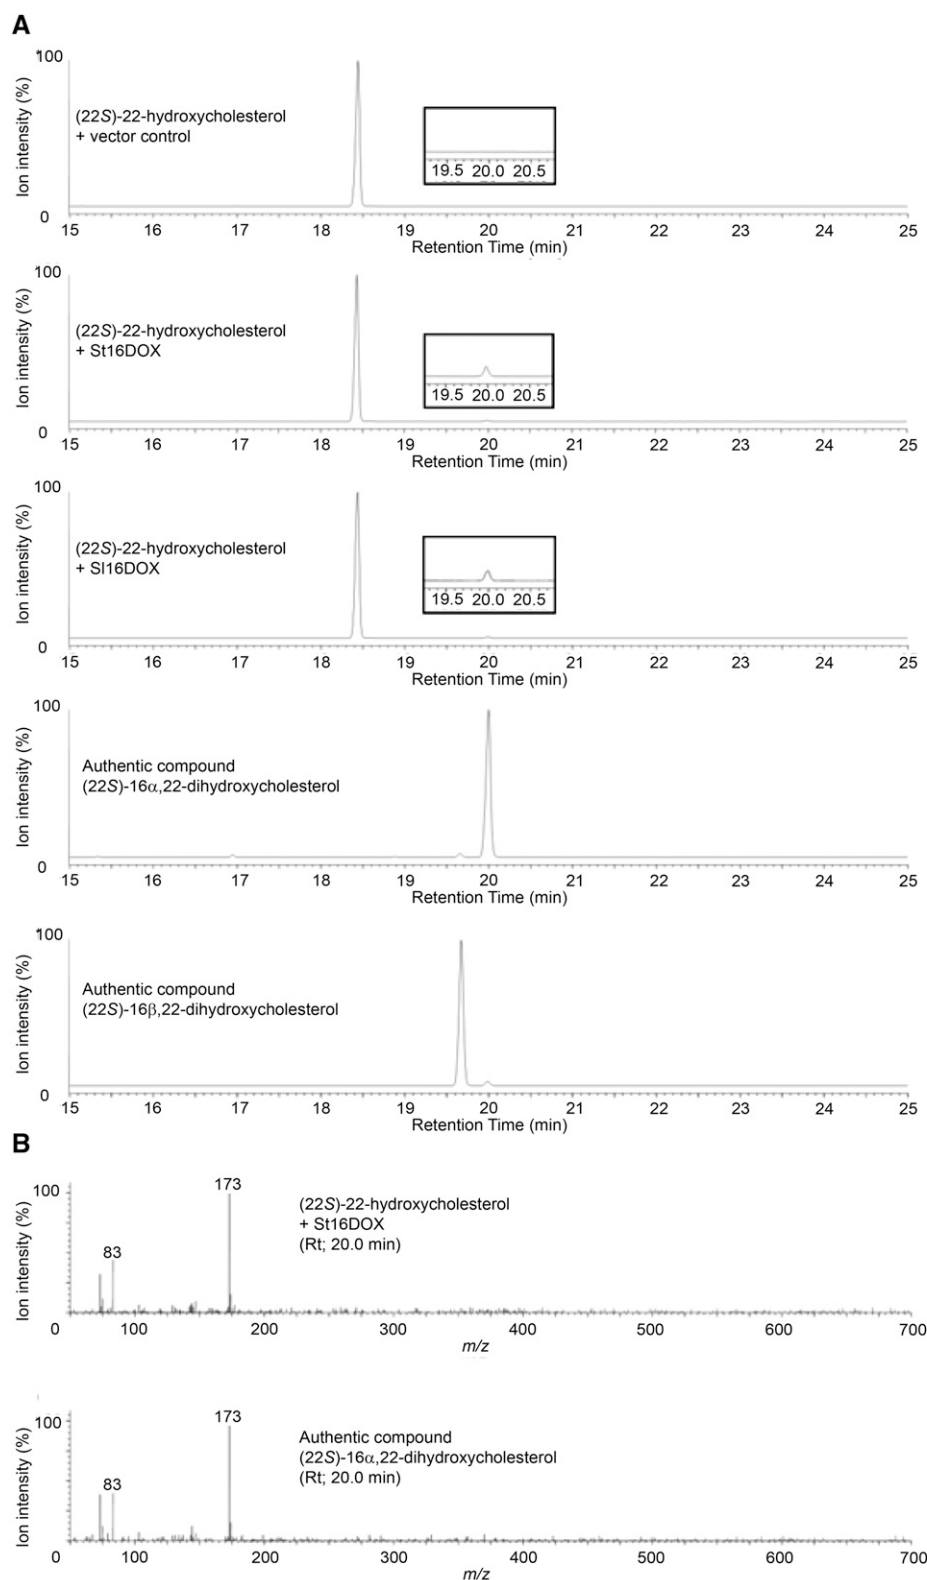 A
100
Ion intensity (%)
(22S)-22-hydroxycholesterol
+ vector control
19.5 20.0 20.5
0
15 16 17 18 19 20 21 22 23 24 25
Retention Time (min)
100
Ion intensity (%)
(22S)-22-hydroxycholesterol
+ St16DOX
19.5 20.0 20.5
0
15 16 17 18 19 20 21 22 23 24 25
Retention Time (min)
100
Ion intensity (%)
(22S)-22-hydroxycholesterol
+ Sl16DOX
19.5 20.0 20.5
0
15 16 17 18 19 20 21 22 23 24 25
Retention Time (min)
100
Ion intensity (%)
Authentic compound
(22S)-16α,22-dihydroxycholesterol
0
15 16 17 18 19 20 21 22 23 24 25
Retention Time (min)
100
Ion intensity (%)
Authentic compound
(22S)-16β,22-dihydroxycholesterol
0
15 16 17 18 19 20 21 22 23 24 25
Retention Time (min)
B
100
Ion intensity (%)
173
83
(22S)-22-hydroxycholesterol
+ St16DOX
(Rt; 20.0 min)
0 100 200 300 400 500 600 700
m/z
100
Ion intensity (%)
173
83
Authentic compound
(22S)-16α,22-dihydroxycholesterol
(Rt; 20.0 min)
0 100 200 300 400 500 600 700
m/z